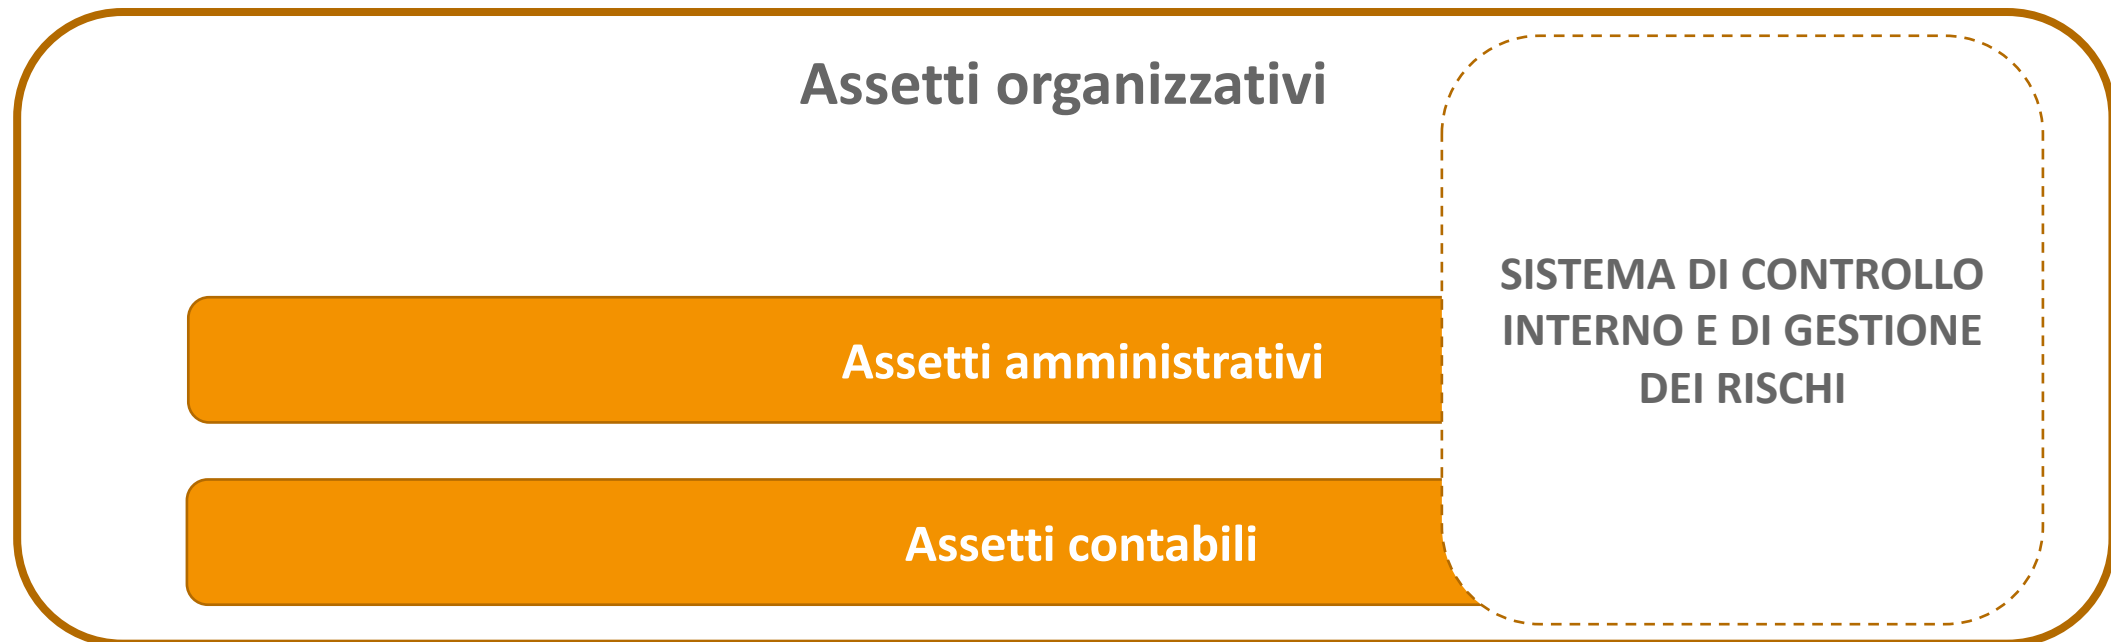 Assetti organizzativi
Assetti amministrativi
Assetti contabili
SISTEMA DI CONTROLLO
INTERNO E DI GESTIONE
DEI RISCHI